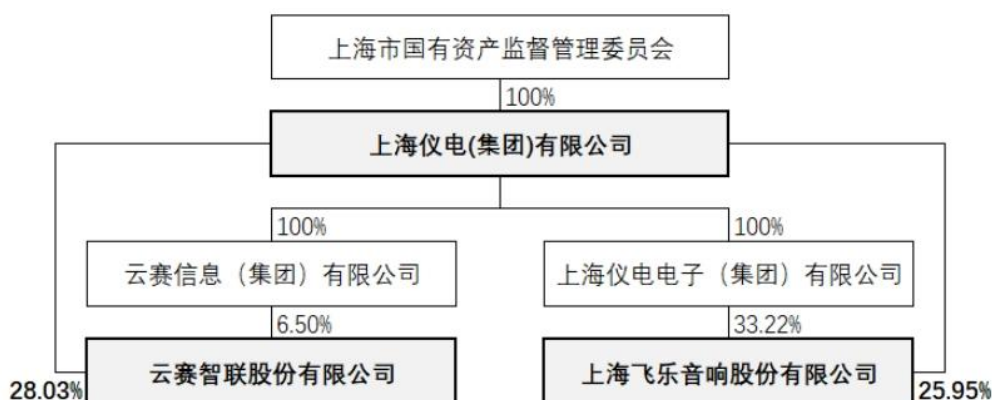 上海市国有资产监督管理委员会
100%
上海仪电(集团)有限公司
100%
100%
云赛信息（集团）有限公司
上海仪电电子（集团）有限公司
6.50%
33.22%
云赛智联股份有限公司
上海飞乐音响股份有限公司
28.03%
25.95%